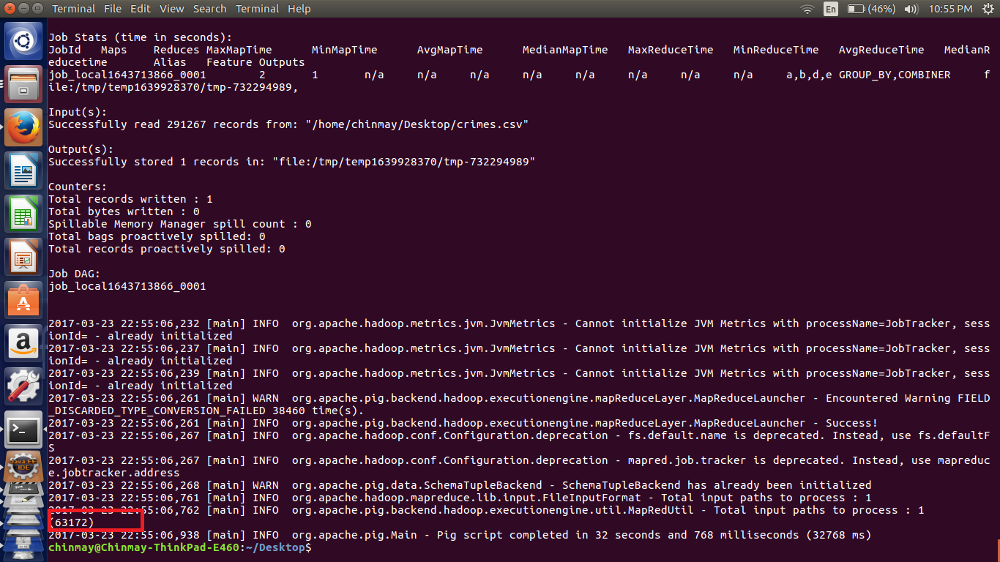 Terminal File Edit View Search Terminal Help En (46%) 10:55 PM
Job Stats (time in seconds):
JobId Maps Reduces MaxMapTime MinMapTime AvgMapTime MedianMapTime MaxReduceTime MinReduceTime AvgReduceTime MedianR
educetime Alias Feature Outputs
job_local1643713866_0001 2 1 n/a n/a n/a n/a n/a n/a n/a n/a a,b,d,e GROUP_BY,COMBINER f
ile:/tmp/temp1639928370/tmp-732294989,
Input(s):
Successfully read 291267 records from: "/home/chinmay/Desktop/crimes.csv"
Output(s):
Successfully stored 1 records in: "file:/tmp/temp1639928370/tmp-732294989"
Counters:
Total records written : 1
Total bytes written : 0
Spillable Memory Manager spill count : 0
Total bags proactively spilled: 0
Total records proactively spilled: 0
Job DAG:
job_local1643713866_0001
2017-03-23 22:55:06,232 [main] INFO org.apache.hadoop.metrics.jvm.JvmMetrics - Cannot initialize JVM Metrics with processName=JobTracker, sess
ionId= - already initialized
2017-03-23 22:55:06,237 [main] INFO org.apache.hadoop.metrics.jvm.JvmMetrics - Cannot initialize JVM Metrics with processName=JobTracker, sess
ionId= - already initialized
2017-03-23 22:55:06,239 [main] INFO org.apache.hadoop.metrics.jvm.JvmMetrics - Cannot initialize JVM Metrics with processName=JobTracker, sess
ionId= - already initialized
2017-03-23 22:55:06,261 [main] WARN org.apache.pig.backend.hadoop.executionengine.mapReduceLayer.MapReduceLauncher - Encountered Warning FIELD
_DISCARDED_TYPE_CONVERSION_FAILED 38460 time(s).
2017-03-23 22:55:06,261 [main] INFO org.apache.pig.backend.hadoop.executionengine.mapReduceLayer.MapReduceLauncher - Success!
2017-03-23 22:55:06,267 [main] INFO org.apache.hadoop.conf.Configuration.deprecation - fs.default.name is deprecated. Instead, use fs.defaultF
S
2017-03-23 22:55:06,267 [main] INFO org.apache.hadoop.conf.Configuration.deprecation - mapred.job.tracker is deprecated. Instead, use mapreduc
e.jobtracker.address
2017-03-23 22:55:06,268 [main] WARN org.apache.pig.data.SchemaTupleBackend - SchemaTupleBackend has already been initialized
2017-03-23 22:55:06,761 [main] INFO org.apache.hadoop.mapreduce.lib.input.FileInputFormat - Total input paths to process : 1
2017-03-23 22:55:06,762 [main] INFO org.apache.pig.backend.hadoop.executionengine.util.MapRedUtil - Total input paths to process : 1
(63172)
2017-03-23 22:55:06,938 [main] INFO org.apache.pig.Main - Pig script completed in 32 seconds and 768 milliseconds (32768 ms)
chinmay@Chinmay-ThinkPad-E460:~/Desktop$
Java EE
IDE